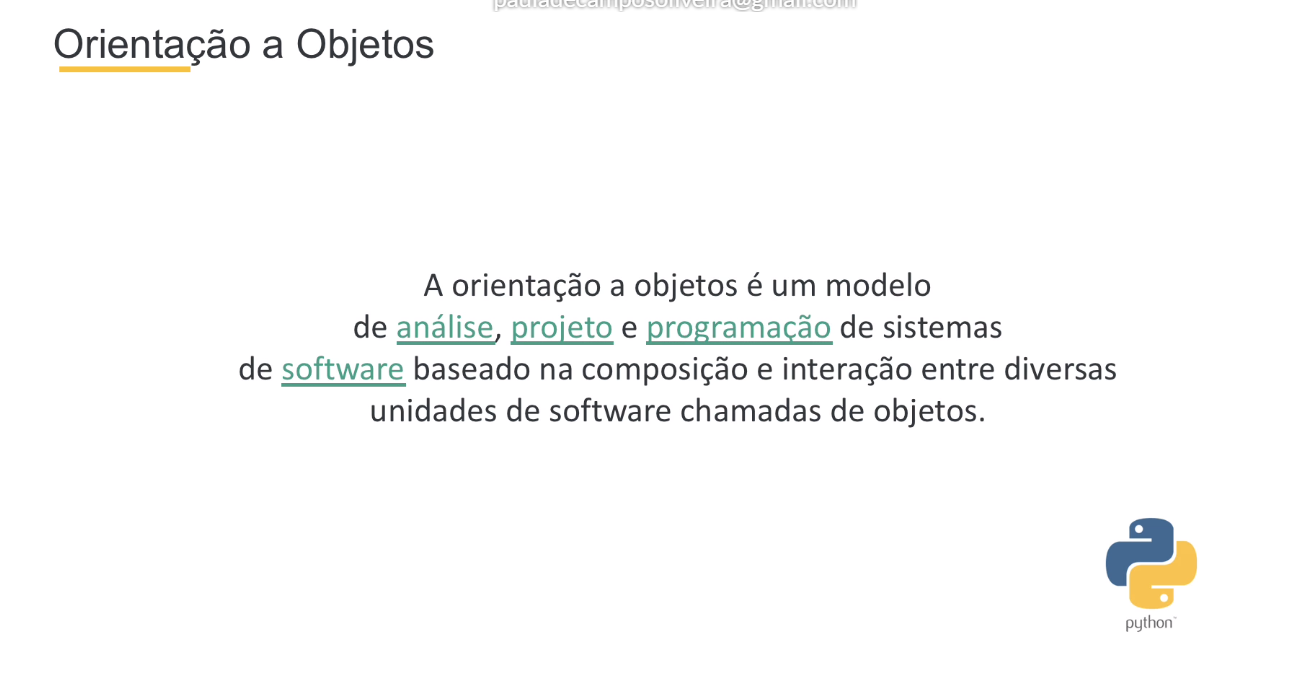 Orientação a Objetos
A orientação a objetos é um modelo
de análise, projeto e programação de sistemas
de software baseado na composição e interação entre diversas
unidades de software chamadas de objetos.
python